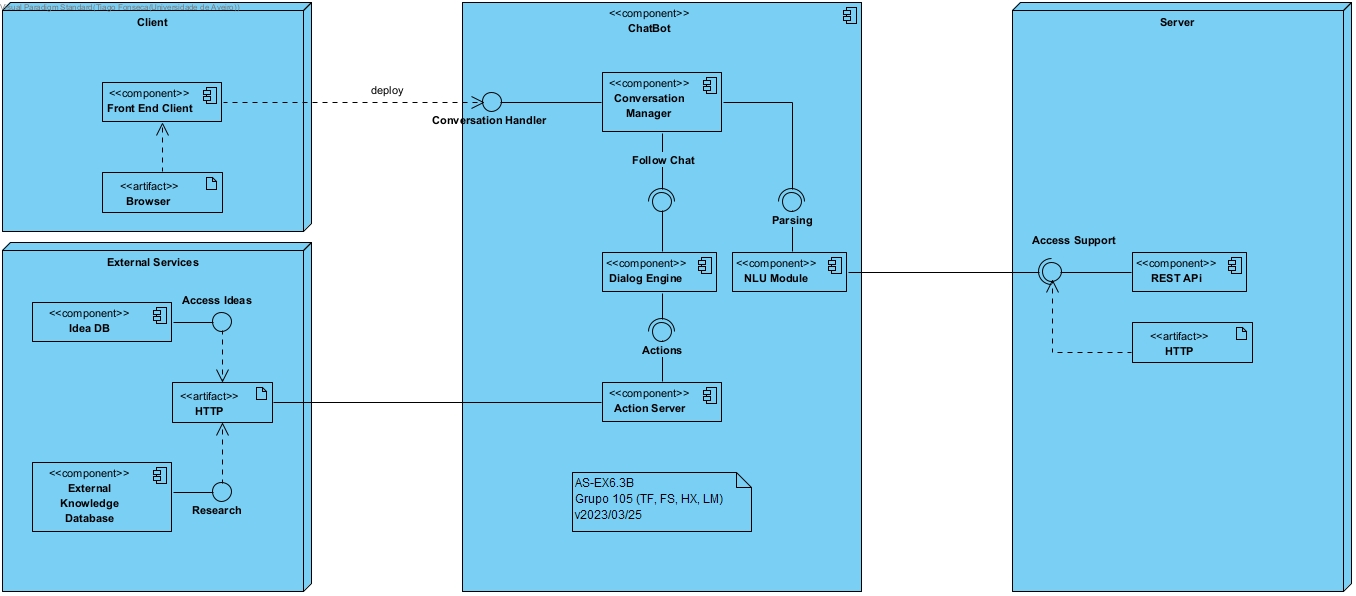 Visual Paradigm Standard(Tiago Fonseca(Universidade de Aveiro))
Client
<<component>>
Front End Client
<<artifact>>
Browser
deploy
External Services
<<component>>
Idea DB
Access Ideas
<<artifact>>
HTTP
<<component>>
External
Knowledge
Database
Research
<<component>>
ChatBot
Conversation Handler
<<component>>
Conversation
Manager
Follow Chat
Parsing
<<component>>
Dialog Engine
<<component>>
NLU Module
Actions
<<component>>
Action Server
AS-EX6.3B
Grupo 105 (TF, FS, HX, LM)
v2023/03/25
Server
Access Support
<<component>>
REST APi
<<artifact>>
HTTP